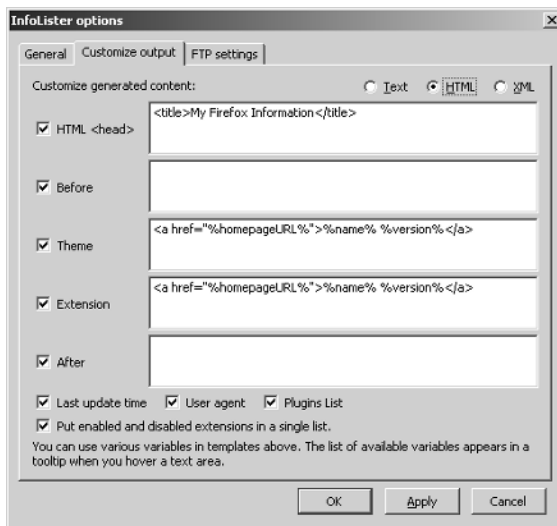 InfoLister options
General Customize output FTP settings
Customize generated content: Text HTML XML
HTML <head>
<title>My Firefox Information</title>
Before
Theme
<a href="%homepageURL%">%name% %version%</a>
Extension
<a href="%homepageURL%">%name% %version%</a>
After
Last update time User agent Plugins List
Put enabled and disabled extensions in a single list.
You can use various variables in templates above. The list of available variables appears in a
tooltip when you hover a text area.
OK Apply Cancel